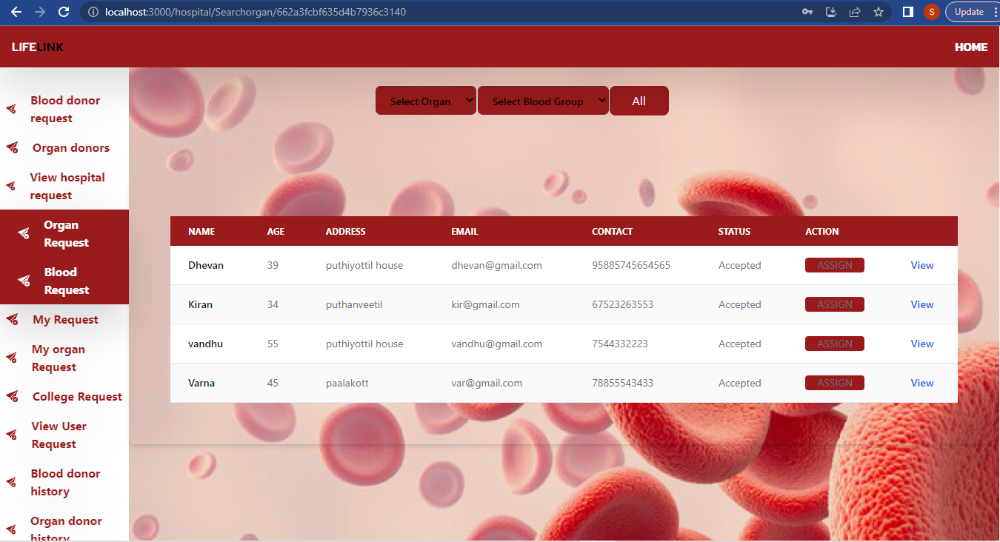 localhost:3000/hospital/Searchorgan/662a3fcbf635d4b7936c3140
S
Update
LIFELINK
HOME
Blood donor
request
Organ donors
View hospital
request
Organ
Request
Blood
Request
My Request
My organ
Request
College Request
View User
Request
Blood donor
history
Organ donor
history
Select Organ Select Blood Group All
NAME AGE ADDRESS EMAIL CONTACT STATUS ACTION
Dhevan 39 puthiyottil house dhevan@gmail.com 95885745654565 Accepted ASSIGN View
Kiran 34 puthanveetil kir@gmail.com 67523263553 Accepted ASSIGN View
vandhu 55 puthiyottil house vandhu@gmail.com 7544332223 Accepted ASSIGN View
Varna 45 paalakott var@gmail.com 78855543433 Accepted ASSIGN View